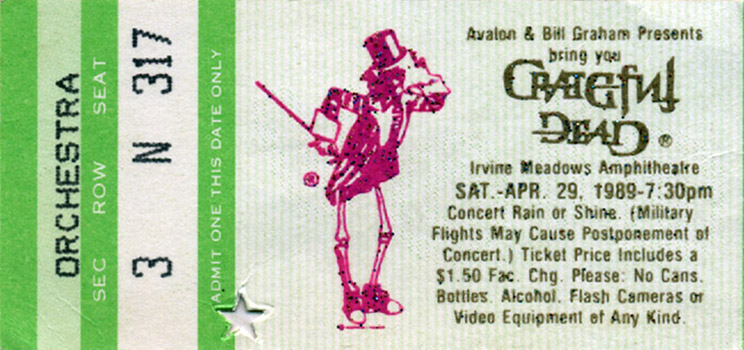 ORCHESTRA
SEC ROW SEAT
3 N 317
ADMIT ONE THIS DATE ONLY
Avalon & Bill Graham Presents
bring you
GRATEFUL
DEAD ®
Irvine Meadows Amphitheatre
SAT.-APR. 29, 1989-7:30pm
Concert Rain or Shine. (Military
Flights May Cause Postponement of
Concert.) Ticket Price Includes a
$1.50 Fac. Chg. Please: No Cans.
Bottles. Alcohol, Flash Cameras or
Video Equipment of Any Kind.